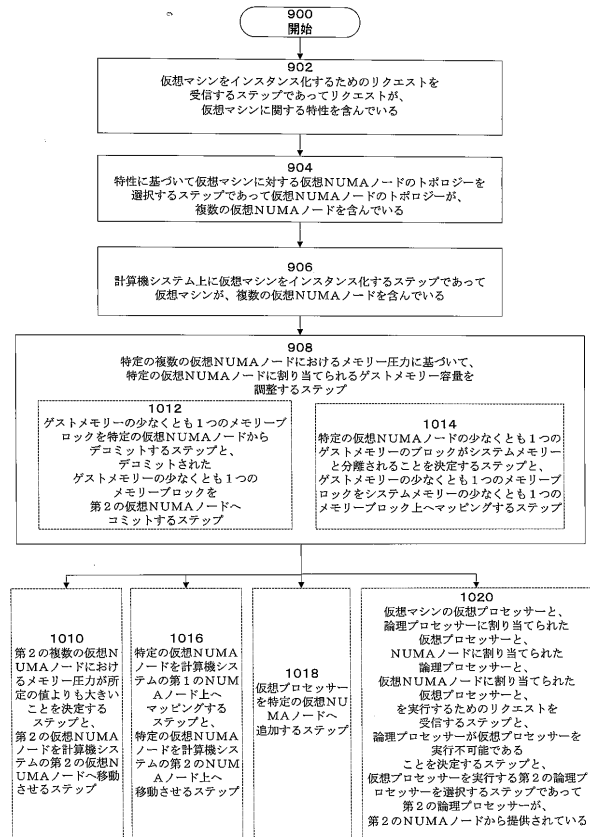 900
開始
902
仮想マシンをインスタンス化するためのリクエストを
受信するステップであってリクエストが、
仮想マシンに関する特性を含んでいる
904
特性に基づいて仮想マシンに対する仮想NUMAノードのトポロジーを
選択するステップであって仮想NUMAノードのトポロジーが、
複数の仮想NUMAノードを含んでいる
906
計算機システム上に仮想マシンをインスタンス化するステップであって
仮想マシンが、複数の仮想NUMAノードを含んでいる
908
特定の複数の仮想NUMAノードにおけるメモリー圧力に基づいて、
特定の仮想NUMAノードに割り当てられるゲストメモリー容量を
調整するステップ
1012
ゲストメモリーの少なくとも1つのメモリーブ
ロックを特定の仮想NUMAノードから
デコミットするステップと、
デコミットされた
ゲストメモリーの少なくとも1つの
メモリーブロックを
第2の仮想NUMAノードへ
コミットするステップ
1014
特定の仮想NUMAノードの少なくとも1つの
ゲストメモリーのブロックがシステムメモリー
と分離されることを決定するステップと、
ゲストメモリーの少なくとも1つのメモリーブ
ロックをシステムメモリーの少なくとも1つの
メモリーブロック上へマッピングするステップ
1010
第2の複数の仮想N
UMAノードにおけ
るメモリー圧力が所
定の値よりも大きい
ことを決定する
ステップと、
第2の仮想NUMA
ノードを計算機シス
テムの第2の仮想N
UMAノードへ移動
させるステップ
1016
特定の仮想NUMA
ノードを計算機シス
テムの第1のNUM
Aノード上へ
マッピングする
ステップと、
特定の仮想NUMA
ノードを計算機シス
テムの第2のNUM
Aノード上へ
移動させるステップ
1018
仮想プロセッサー
を特定の仮想NU
MAノードへ
追加するステップ
1020
仮想マシンの仮想プロセッサーと、
論理プロセッサーに割り当てられた
仮想プロセッサーと、
NUMAノードに割り当てられた
論理プロセッサーと、
仮想NUMAノードに割り当てられた
仮想プロセッサーと、
を実行するためのリクエストを
受信するステップと、
論理プロセッサーが仮想プロセッサーを
実行不可能である
ことを決定するステップと、
仮想プロセッサーを実行する第2の論理プ
ロセッサーを選択するステップであって
第2の論理プロセッサーが、
第2のNUMAノードから提供されている